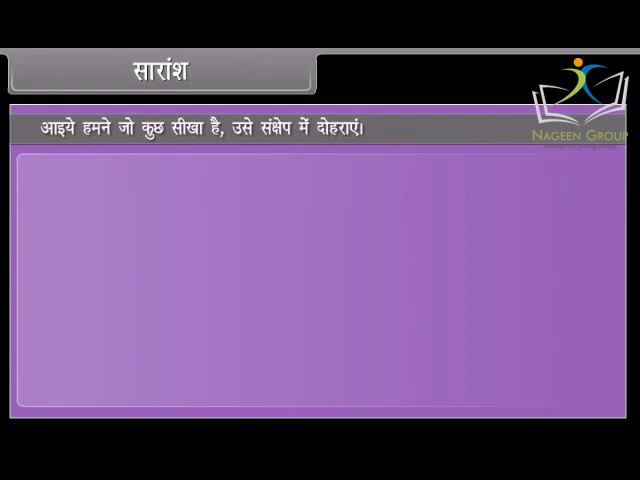 सारांश
आइये हमने जो कुछ सीखा है, उसे संक्षेप में दोहराएं।
NAGEEN GROUP